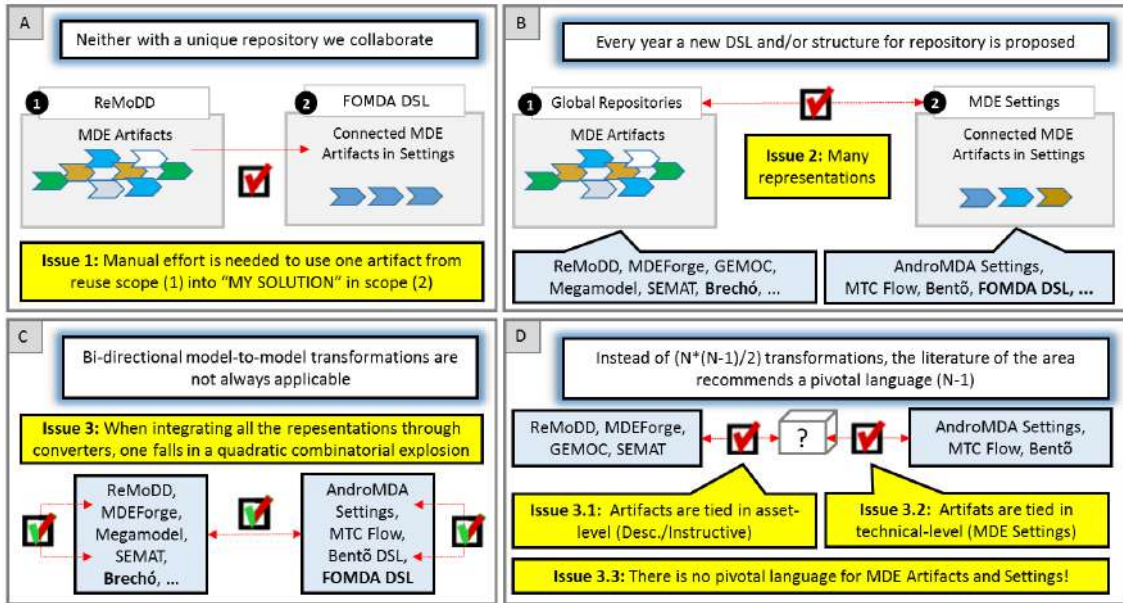 A
Neither with a unique repository we collaborate
1
ReMoDD
MDE Artifacts
2
FOMDA DSL
Connected MDE
Artifacts in Settings
Issue 1: Manual effort is needed to use one artifact from
reuse scope (1) into “MY SOLUTION” in scope (2)
B
Every year a new DSL and/or structure for repository is proposed
1
Global Repositories
MDE Artifacts
Issue 2: Many
representations
2
MDE Settings
Connected MDE
Artifacts in Settings
ReMoDD, MDEForge, GEMOC,
Megamodel, SEMAT, Brechó, ...
AndroMDA Settings,
MTC Flow, Bentõ, FOMDA DSL, ...
C
Bi-directional model-to-model transformations are
not always applicable
Issue 3: When integrating all the repesentations through
converters, one falls in a quadratic combinatorial explosion
ReMoDD,
MDEForge,
Megamodel,
SEMAT,
Brechó, ...
AndroMDA
Settings,
MTC Flow,
Bentõ DSL,
FOMDA DSL
D
Instead of (N*(N-1)/2) transformations, the literature of the area
recommends a pivotal language (N-1)
ReMoDD, MDEForge,
GEMOC, SEMAT
?
AndroMDA Settings,
MTC Flow, Bentõ
Issue 3.1: Artifacts are tied in asset-
level (Desc./Instructive)
Issue 3.2: Artifats are tied in
technical-level (MDE Settings)
Issue 3.3: There is no pivotal language for MDE Artifacts and Settings!